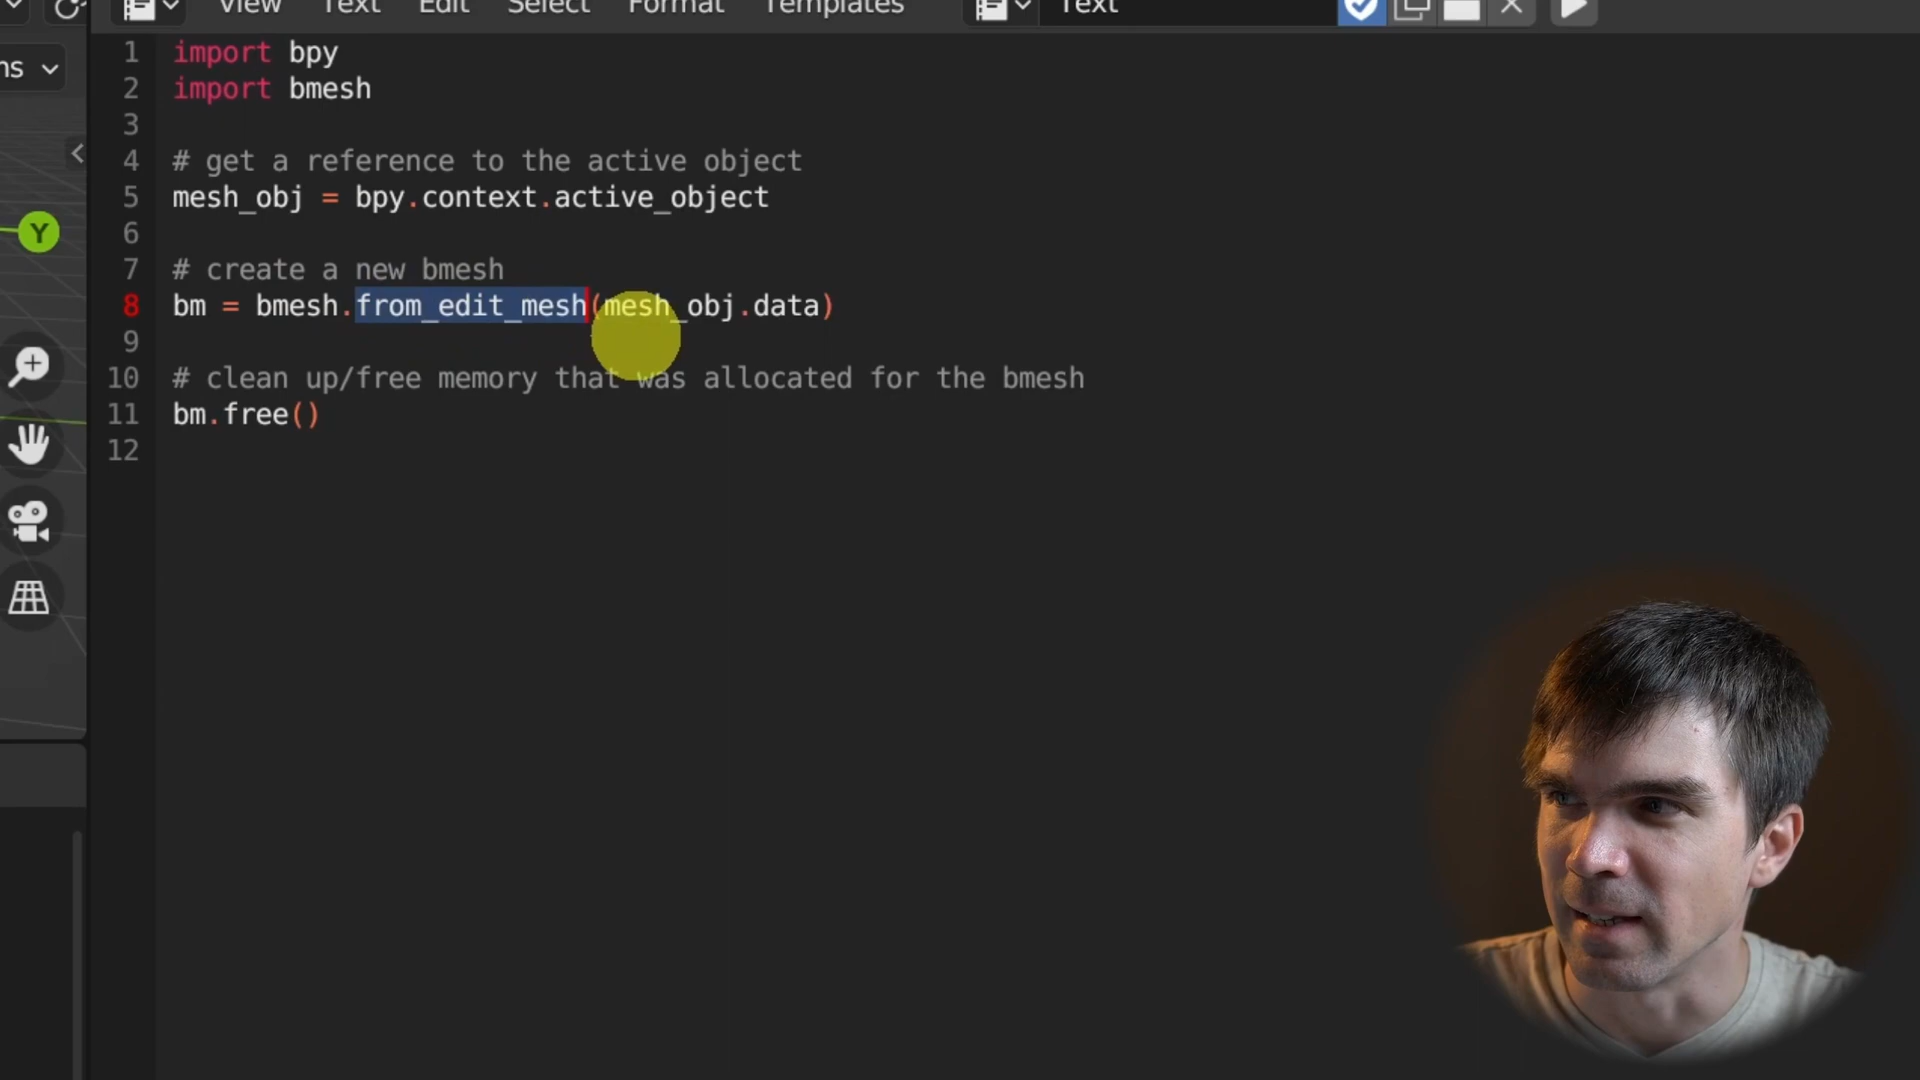 View Text Edit Select Format Templates Text
ns
1 import bpy
2 import bmesh
3
4 # get a reference to the active object
5 mesh_obj = bpy.context.active_object
6
7 # create a new bmesh
8 bm = bmesh.from_edit_mesh(mesh_obj.data)
9
10 # clean up/free memory that was allocated for the bmesh
11 bm.free()
12
Y